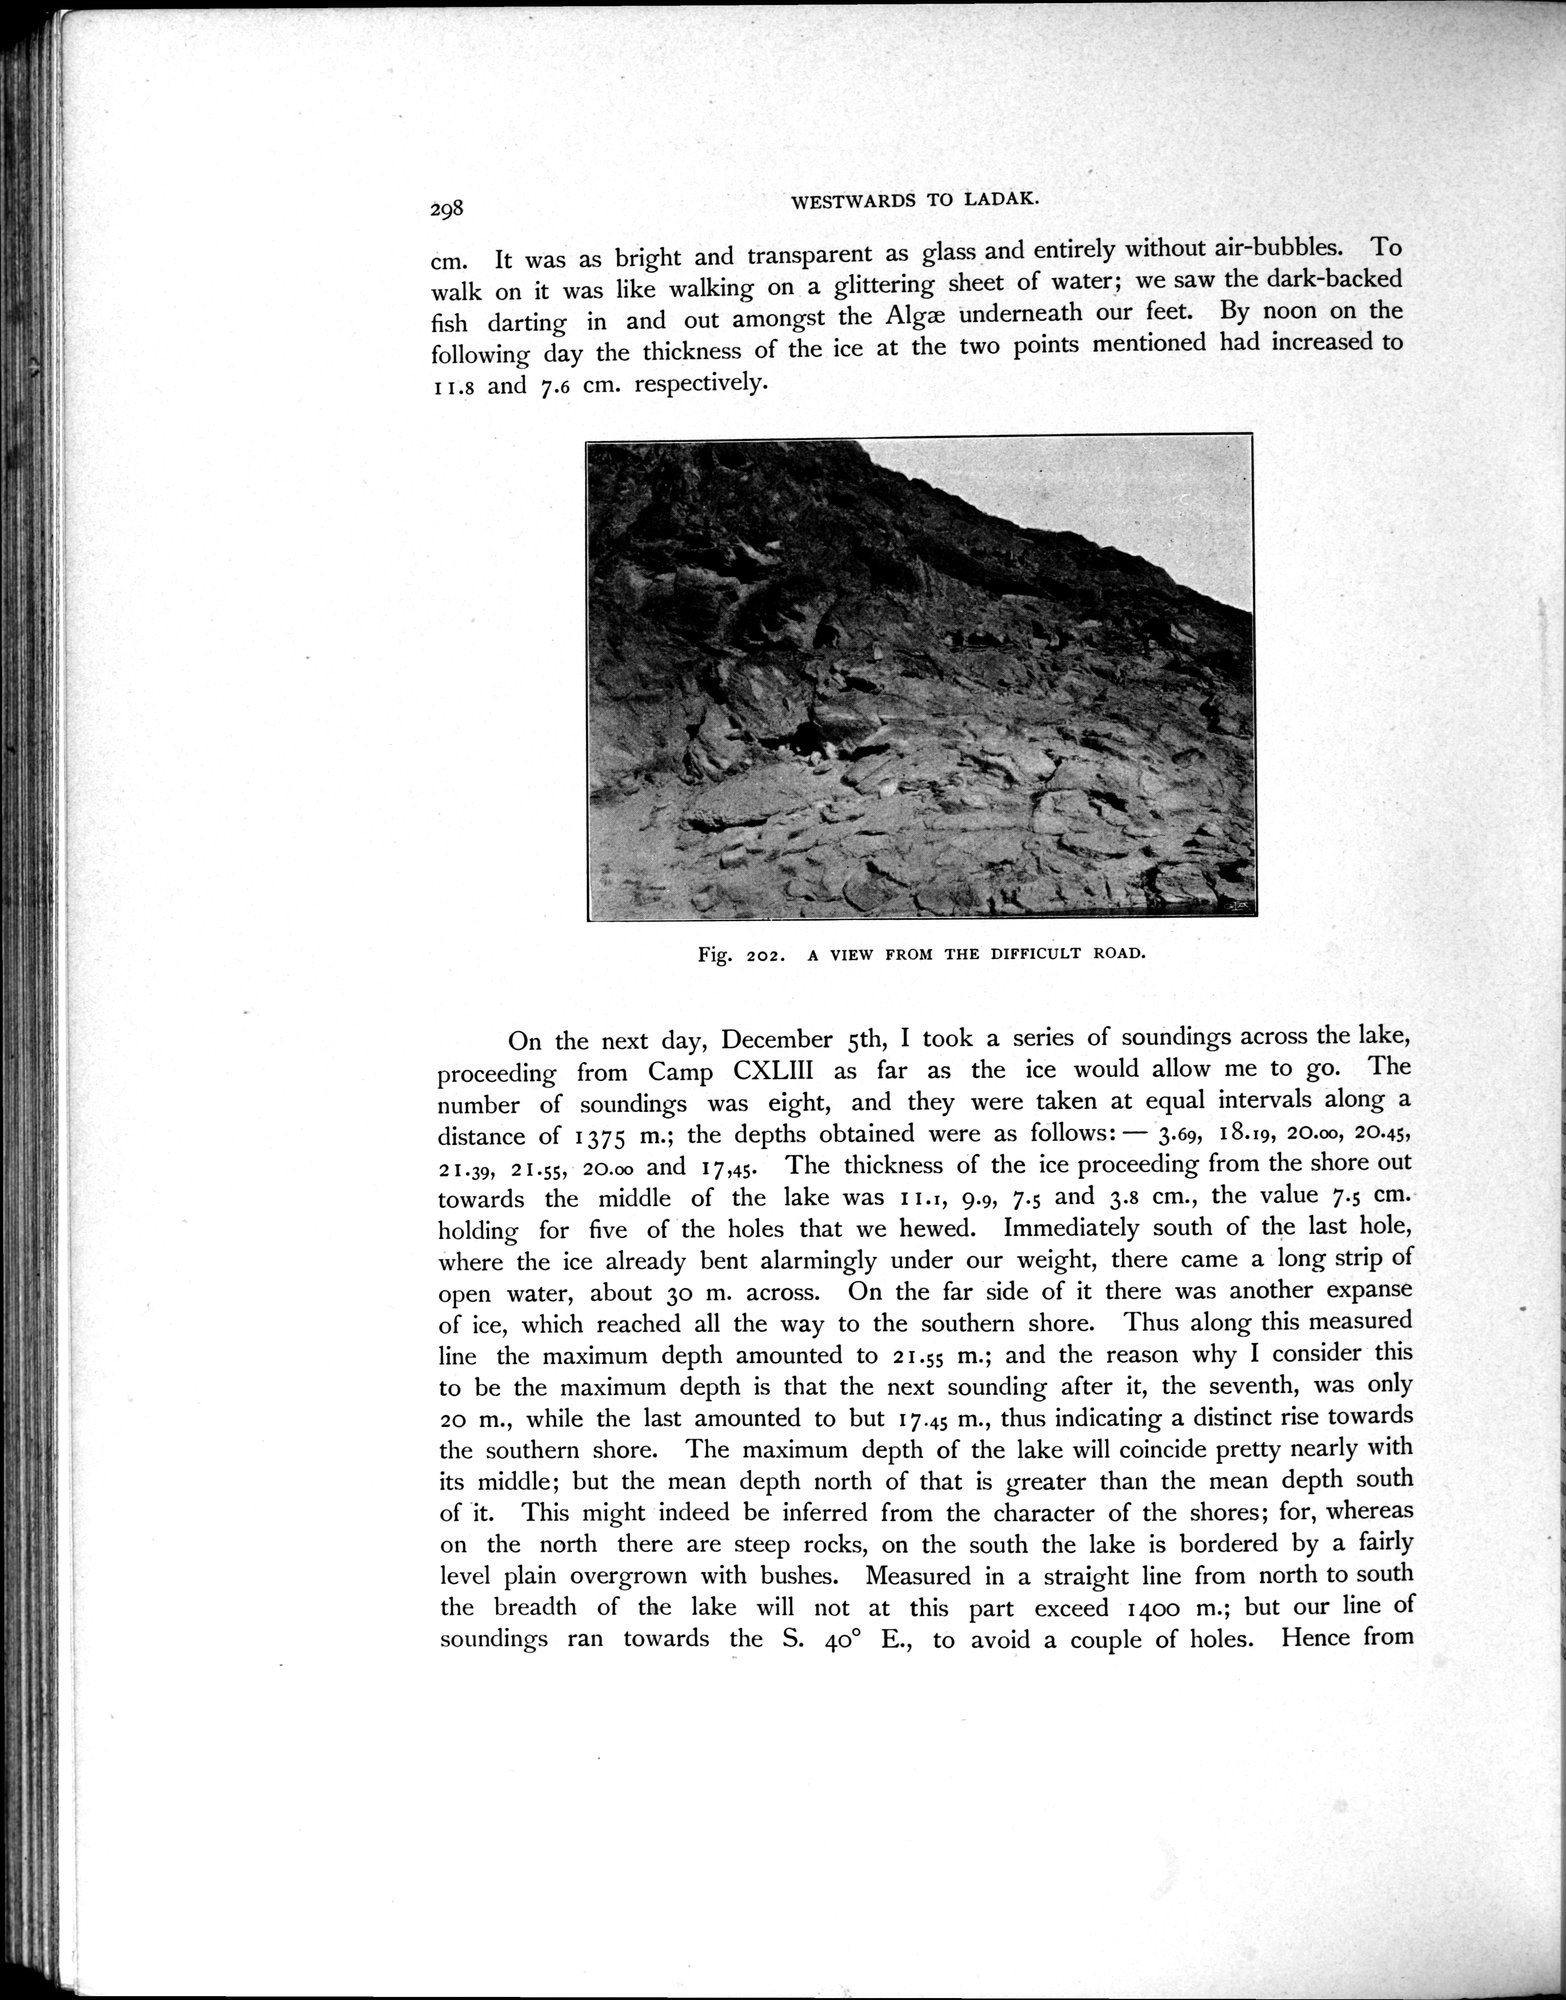 298
WESTWARDS TO LADAK.
cm. It was as bright and transparent as glass and entirely without air-bubbles. To
walk on it was like walking on a glittering sheet of water; we saw the dark-backed
fish darting in and out amongst the Algæ underneath our feet. By noon on the
following day the thickness of the ice at the two points mentioned had increased to
11.8 and 7.6 cm. respectively.
Fig. 202. A VIEW FROM THE DIFFICULT ROAD.
On the next day, December 5th, I took a series of soundings across the lake,
proceeding from Camp CXLIII as far as the ice would allow me to go. The
number of soundings was eight, and they were taken at equal intervals along a
distance of 1375 m.; the depths obtained were as follows: — 3.69, 18.19, 20.00, 20.45,
21.39, 21.55, 20.00 and 17,45. The thickness of the ice proceeding from the shore out
towards the middle of the lake was 11.1, 9.9, 7.5 and 3.8 cm., the value 7.5 cm.
holding for five of the holes that we hewed. Immediately south of the last hole,
where the ice already bent alarmingly under our weight, there came a long strip of
open water, about 30 m. across. On the far side of it there was another expanse
of ice, which reached all the way to the southern shore. Thus along this measured
line the maximum depth amounted to 21.55 m.; and the reason why I consider this
to be the maximum depth is that the next sounding after it, the seventh, was only
20 m., while the last amounted to but 17.45 m., thus indicating a distinct rise towards
the southern shore. The maximum depth of the lake will coincide pretty nearly with
its middle; but the mean depth north of that is greater than the mean depth south
of it. This might indeed be inferred from the character of the shores; for, whereas
on the north there are steep rocks, on the south the lake is bordered by a fairly
level plain overgrown with bushes. Measured in a straight line from north to south
the breadth of the lake will not at this part exceed 1400 m.; but our line of
soundings ran towards the S. 40° E., to avoid a couple of holes. Hence from